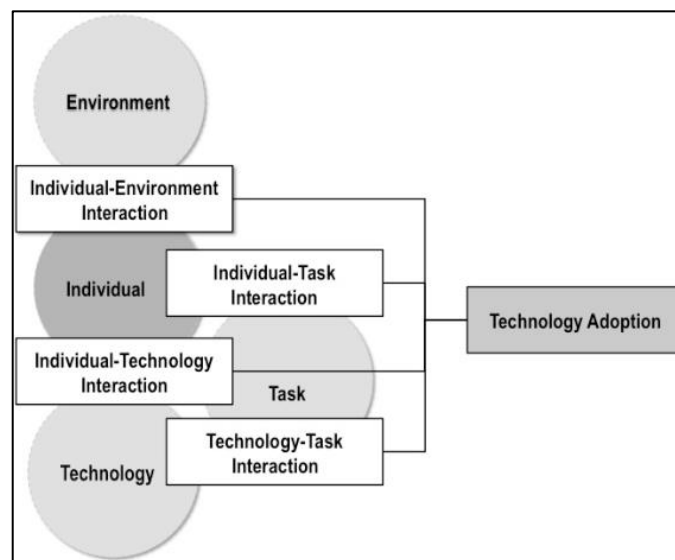 Environment
Individual-Environment
Interaction
Individual
Individual-Task
Interaction
Technology Adoption
Individual-Technology
Interaction
Task
Technology-Task
Interaction
Technology